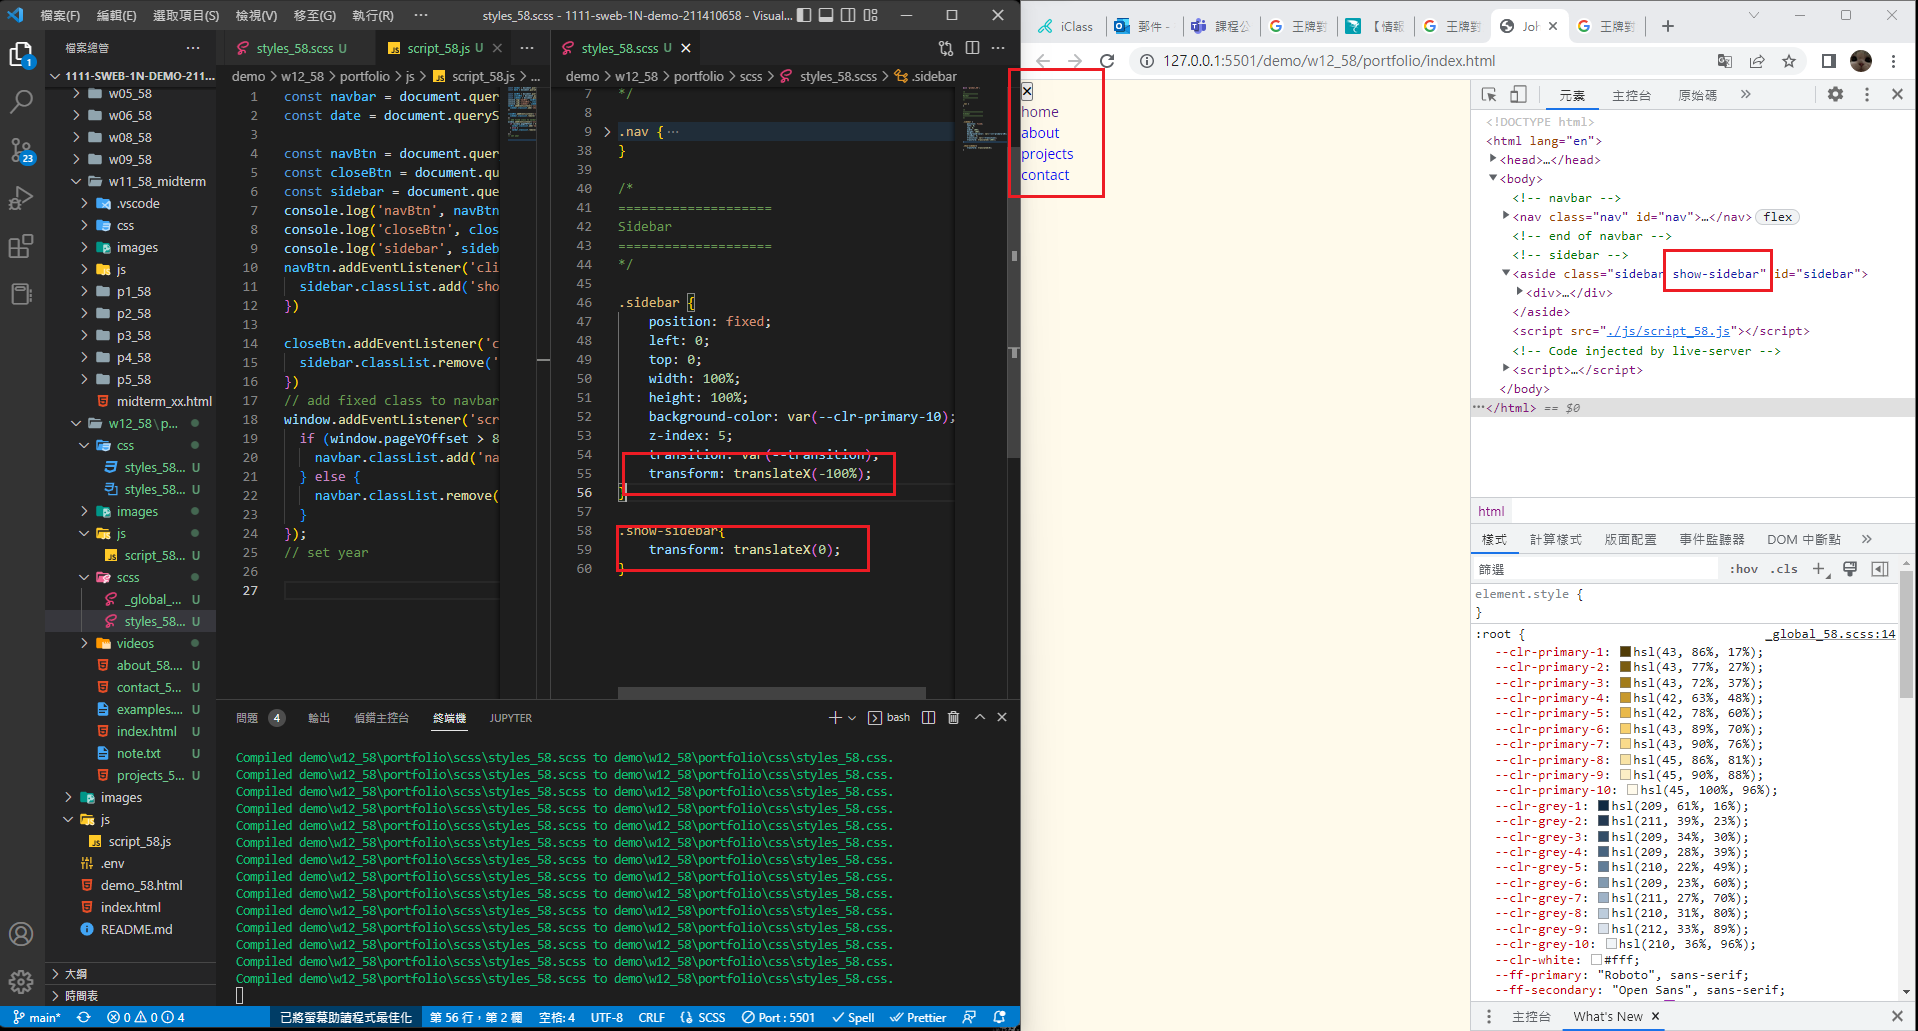 檔案(F) 編輯(E) 選取項目(S) 檢視(V) 移至(G) 執行(R) ··· styles_58.scss - 1111-sweb-1N-demo-211410658 - Visual...
檔案總管 ···
1111-SWEB-1N-DEMO-211...
w05_58
w06_58
w08_58
w09_58
w11_58_midterm
.vscode
css
images
js
p1_58
p2_58
p3_58
p4_58
p5_58
midterm_xx.html
w12_58\p...
css
styles_58... U
styles_58... U
images
js
script_58... U
scss
_global_... U
styles_58... U
videos
about_58.... U
contact_5... U
examples.... U
index.html U
note.txt U
projects_5... U
images
js
script_58.js
.env
demo_58.html
index.html
README.md
大綱
時間表
1
23
styles_58.scss U
script_58.js U
demo > w12_58 > portfolio > js > script_58.js > ...
1 const navbar = document.quer
2 const date = document.queryS
3
4 const navBtn = document.quer
5 const closeBtn = document.qu
6 const sidebar = document.que
7 console.log('navBtn', navBtn
8 console.log('closeBtn', clos
9 console.log('sidebar', sideb
10 navBtn.addEventListener('cli
11 sidebar.classList.add('sho
12 })
13
14 closeBtn.addEventListener('c
15 sidebar.classList.remove('
16 })
17 // add fixed class to navbar
18 window.addEventListener('scr
19 if (window.pageYOffset > 8
20 navbar.classList.add('na
21 } else {
22 navbar.classList.remove(
23 }
24 });
25 // set year
26
27
styles_58.scss U
demo > w12_58 > portfolio > scss > styles_58.scss > .sidebar
7 */
8
9 .nav { ···
38 }
39
40 /*
41 ====================
42 Sidebar
43 ====================
44 */
45
46 .sidebar {
47 position: fixed;
48 left: 0;
49 top: 0;
50 width: 100%;
51 height: 100%;
52 background-color: var(--clr-primary-10);
53 z-index: 5;
54 transition: var(--transition);
55 transform: translateX(-100%);
56 }
57
58 .show-sidebar{
59 transform: translateX(0);
60 }
問題 4 輸出 偵錯主控台 終端機 JUPYTER
bash
Compiled demo\w12_58\portfolio\scss\styles_58.scss to demo\w12_58\portfolio\css\styles_58.css.
Compiled demo\w12_58\portfolio\scss\styles_58.scss to demo\w12_58\portfolio\css\styles_58.css.
Compiled demo\w12_58\portfolio\scss\styles_58.scss to demo\w12_58\portfolio\css\styles_58.css.
Compiled demo\w12_58\portfolio\scss\styles_58.scss to demo\w12_58\portfolio\css\styles_58.css.
Compiled demo\w12_58\portfolio\scss\styles_58.scss to demo\w12_58\portfolio\css\styles_58.css.
Compiled demo\w12_58\portfolio\scss\styles_58.scss to demo\w12_58\portfolio\css\styles_58.css.
Compiled demo\w12_58\portfolio\scss\styles_58.scss to demo\w12_58\portfolio\css\styles_58.css.
Compiled demo\w12_58\portfolio\scss\styles_58.scss to demo\w12_58\portfolio\css\styles_58.css.
Compiled demo\w12_58\portfolio\scss\styles_58.scss to demo\w12_58\portfolio\css\styles_58.css.
Compiled demo\w12_58\portfolio\scss\styles_58.scss to demo\w12_58\portfolio\css\styles_58.css.
Compiled demo\w12_58\portfolio\scss\styles_58.scss to demo\w12_58\portfolio\css\styles_58.css.
Compiled demo\w12_58\portfolio\scss\styles_58.scss to demo\w12_58\portfolio\css\styles_58.css.
Compiled demo\w12_58\portfolio\scss\styles_58.scss to demo\w12_58\portfolio\css\styles_58.css.
Compiled demo\w12_58\portfolio\scss\styles_58.scss to demo\w12_58\portfolio\css\styles_58.css.
main* 0 0 4 已將螢幕助讀程式最佳化 第 56 行，第 2 欄 空格: 4 UTF-8 CRLF SCSS Port : 5501 Spell Prettier
iClass 郵件 - 課程公 王牌對 【情報 王牌對 Joh 王牌對
127.0.0.1:5501/demo/w12_58/portfolio/index.html
home
about
projects
contact
元素 主控台 原始碼 »
<!DOCTYPE html>
<html lang="en">
<head>…</head>
<body>
<!-- navbar -->
<nav class="nav" id="nav">…</nav> flex
<!-- end of navbar -->
<!-- sidebar -->
<aside class="sidebar show-sidebar" id="sidebar">
<div>…</div>
</aside>
<script src="./js/script_58.js"></script>
<!-- Code injected by live-server -->
<script>…</script>
</body>
</html> == $0
html
樣式 計算樣式 版面配置 事件監聽器 DOM 中斷點 »
篩選 :hov .cls +
element.style {
}
:root { _global_58.scss:14
--clr-primary-1: hsl(43, 86%, 17%);
--clr-primary-2: hsl(43, 77%, 27%);
--clr-primary-3: hsl(43, 72%, 37%);
--clr-primary-4: hsl(42, 63%, 48%);
--clr-primary-5: hsl(42, 78%, 60%);
--clr-primary-6: hsl(43, 89%, 70%);
--clr-primary-7: hsl(43, 90%, 76%);
--clr-primary-8: hsl(45, 86%, 81%);
--clr-primary-9: hsl(45, 90%, 88%);
--clr-primary-10: hsl(45, 100%, 96%);
--clr-grey-1: hsl(209, 61%, 16%);
--clr-grey-2: hsl(211, 39%, 23%);
--clr-grey-3: hsl(209, 34%, 30%);
--clr-grey-4: hsl(209, 28%, 39%);
--clr-grey-5: hsl(210, 22%, 49%);
--clr-grey-6: hsl(209, 23%, 60%);
--clr-grey-7: hsl(211, 27%, 70%);
--clr-grey-8: hsl(210, 31%, 80%);
--clr-grey-9: hsl(212, 33%, 89%);
--clr-grey-10: hsl(210, 36%, 96%);
--clr-white: #fff;
--ff-primary: "Roboto", sans-serif;
--ff-secondary: "Open Sans", sans-serif;
主控台 What's New ×